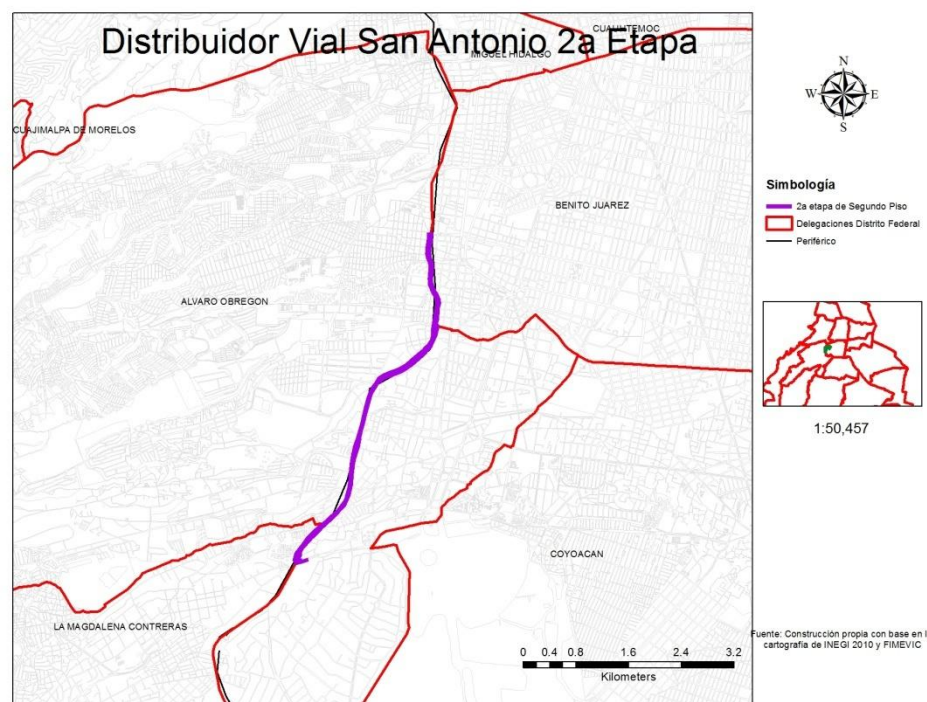 Distribuidor Vial San Antonio 2a Etapa
CUAUHTEMOC
MIGUEL HIDALGO
CUAJIMALPA DE MORELOS
BENITO JUAREZ
ALVARO OBREGON
COYOACAN
LA MAGDALENA CONTRERAS
0 0.4 0.8 1.6 2.4 3.2
Kilometers
N
W E
S
Simbología
2a etapa de Segundo Piso
Delegaciones Distrito Federal
Periférico
1:50,457
Fuente: Construcción propia con base en l
cartografía de INEGI 2010 y FIMEVIC